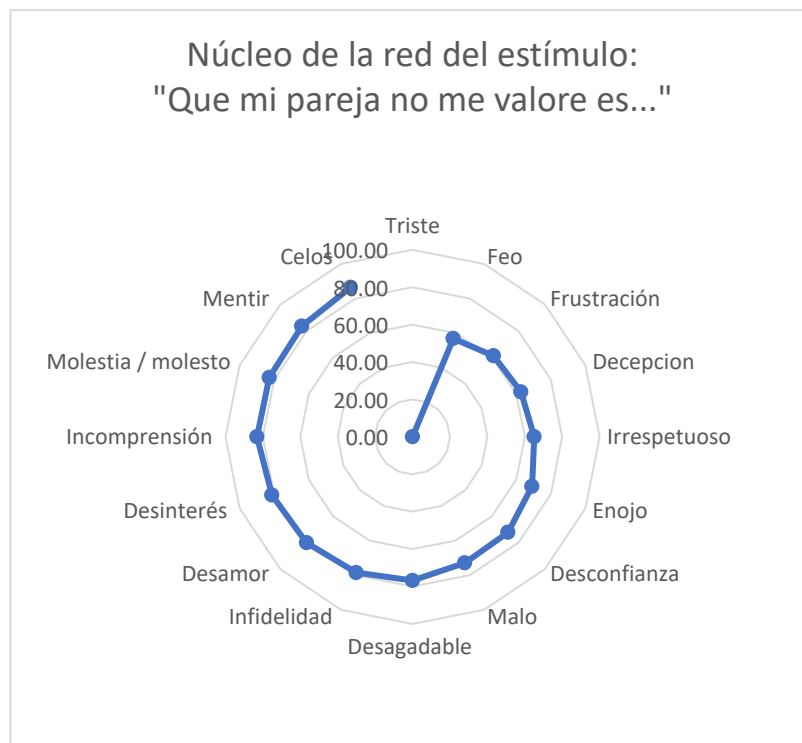 Núcleo de la red del estímulo:
"Que mi pareja no me valore es..."
Triste
Feo
Frustración
Decepcion
Irrespetuoso
Enojo
Desconfianza
Malo
Desagadable
Infidelidad
Desamor
Desinterés
Incomprensión
Molestia / molesto
Mentir
Celos
100.00
80.00
60.00
40.00
20.00
0.00